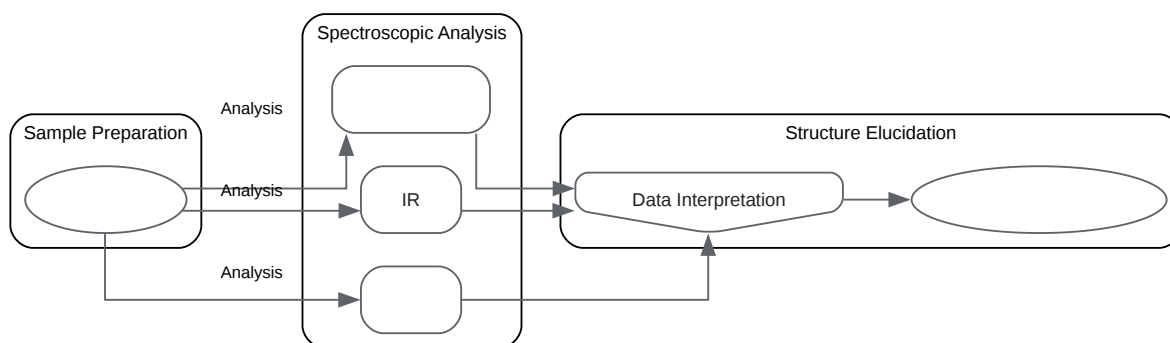 Spectroscopic Analysis
Analysis
Sample Preparation
Structure Elucidation
Analysis
IR
Data Interpretation
Analysis